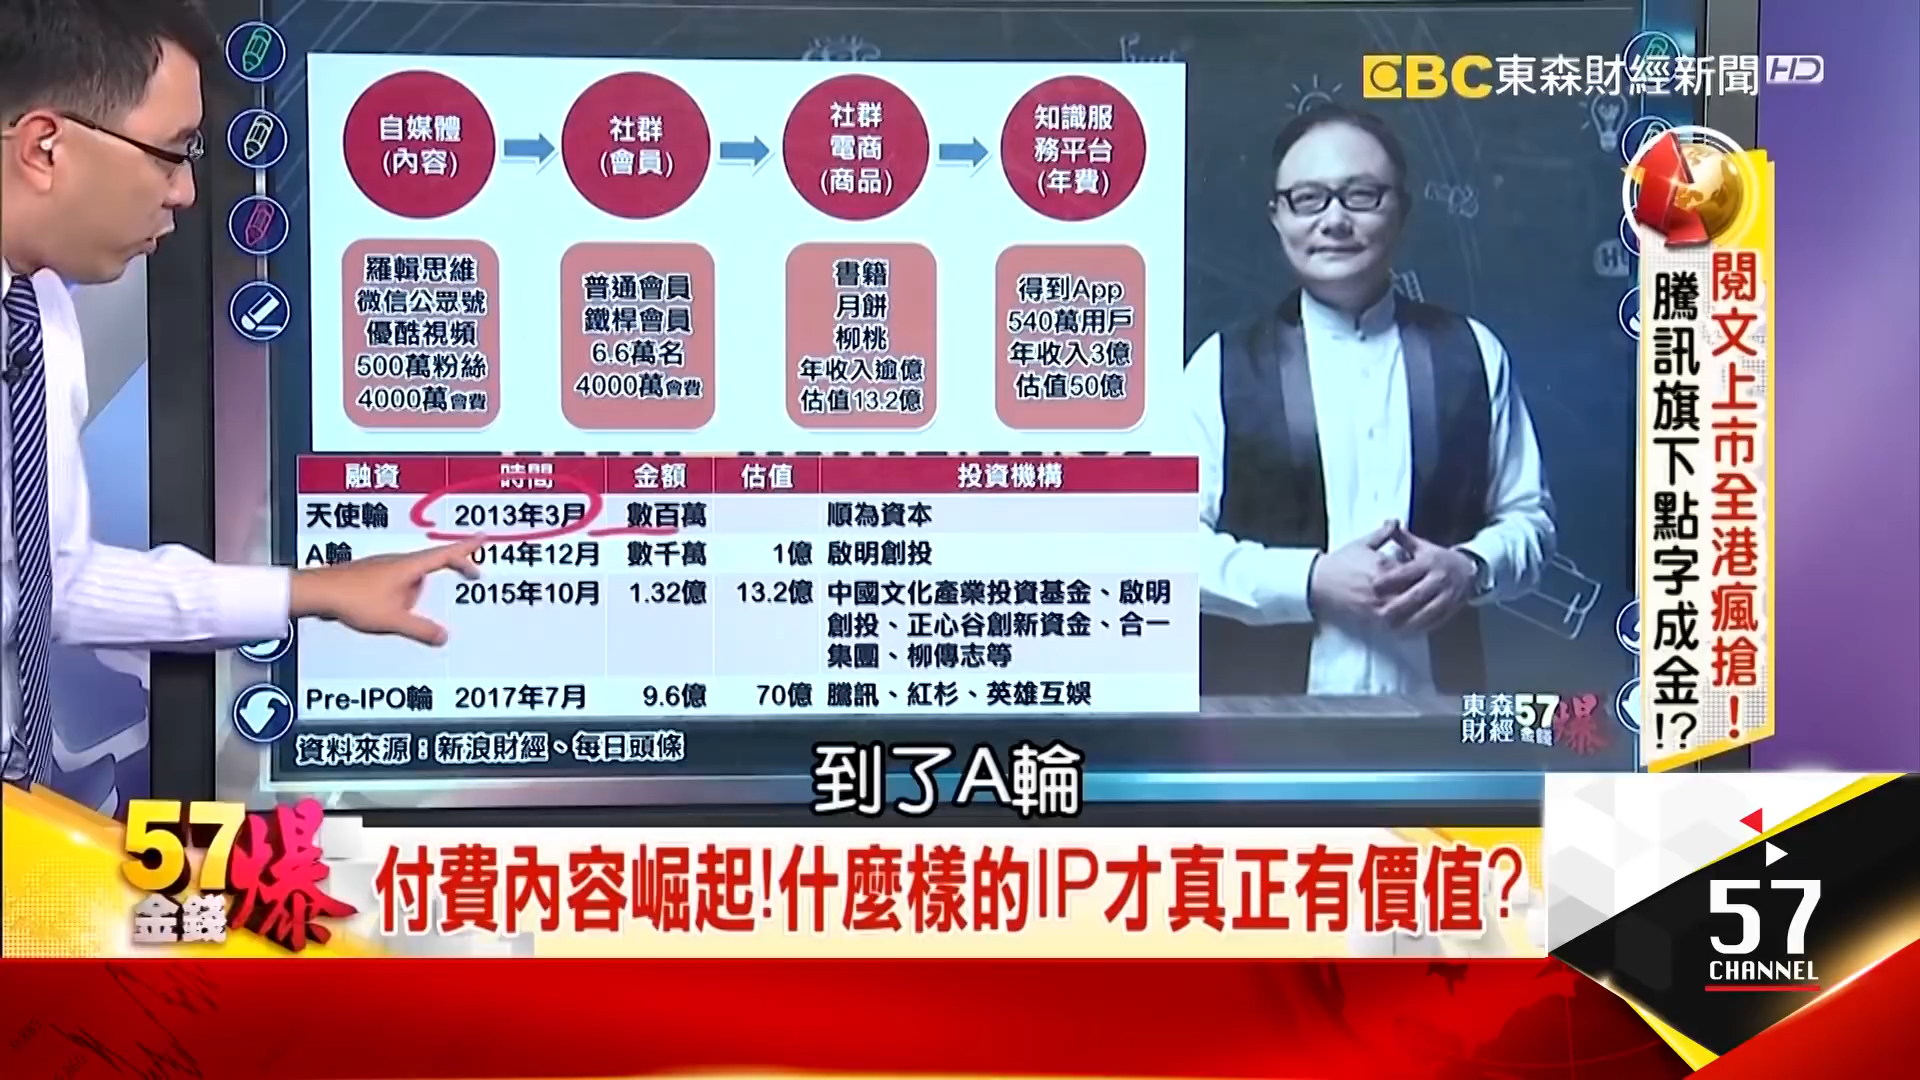 EBC東森財經新聞HD
自媒體
(內容)
社群
(會員)
社群
電商
(商品)
知識服
務平台
(年費)
羅輯思維
微信公眾號
優酷視頻
500萬粉絲
4000萬會費
普通會員
鐵桿會員
6.6萬名
4000萬會費
書籍
月餅
柳桃
年收入逾億
估值13.2億
得到App
540萬用戶
年收入3億
估值50億
融資 時間 金額 估值 投資機構
天使輪 2013年3月 數百萬 順為資本
A輪 2014年12月 數千萬 1億 啟明創投
2015年10月 1.32億 13.2億 中國文化產業投資基金、啟明
創投、正心谷創新資金、合一
集團、柳傳志等
Pre-IPO輪 2017年7月 9.6億 70億 騰訊、紅杉、英雄互娛
資料來源：新浪財經、每日頭條
閱文上市全港瘋搶！
騰訊旗下點字成金!?
東森
財經
57
金錢
爆
到了A輪
57
金錢
爆
付費內容崛起!什麼樣的IP才真正有價值?
57
CHANNEL